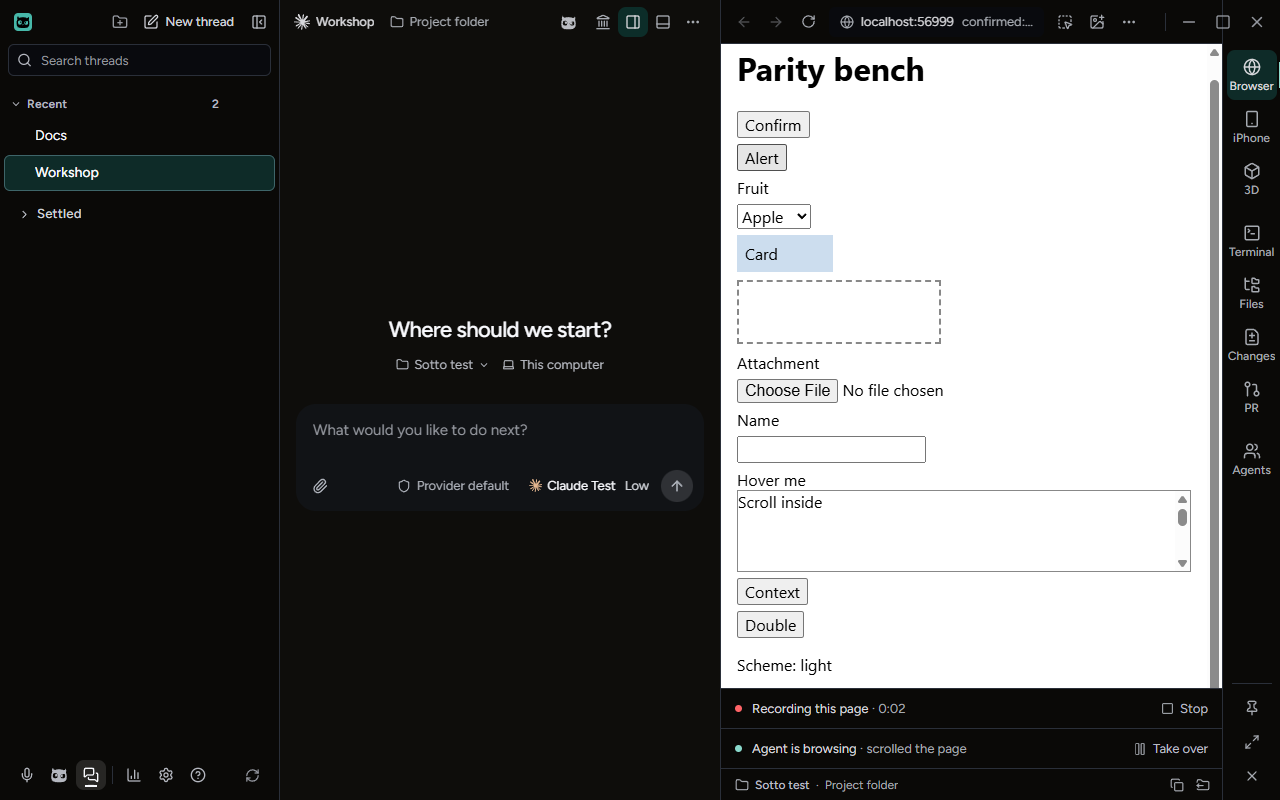 New thread
Search threads
Recent 2
Docs
Workshop
Settled
Workshop Project folder
Where should we start?
Sotto test This computer
What would you like to do next?
Provider default Claude Test Low
localhost:56999 confirmed:...
Parity bench
Confirm
Alert
Fruit
Apple
Card
Attachment
Choose File No file chosen
Name
Hover me
Scroll inside
Context
Double
Scheme: light
Recording this page · 0:02 Stop
Agent is browsing · scrolled the page Take over
Sotto test · Project folder
Browser
iPhone
3D
Terminal
Files
Changes
PR
Agents